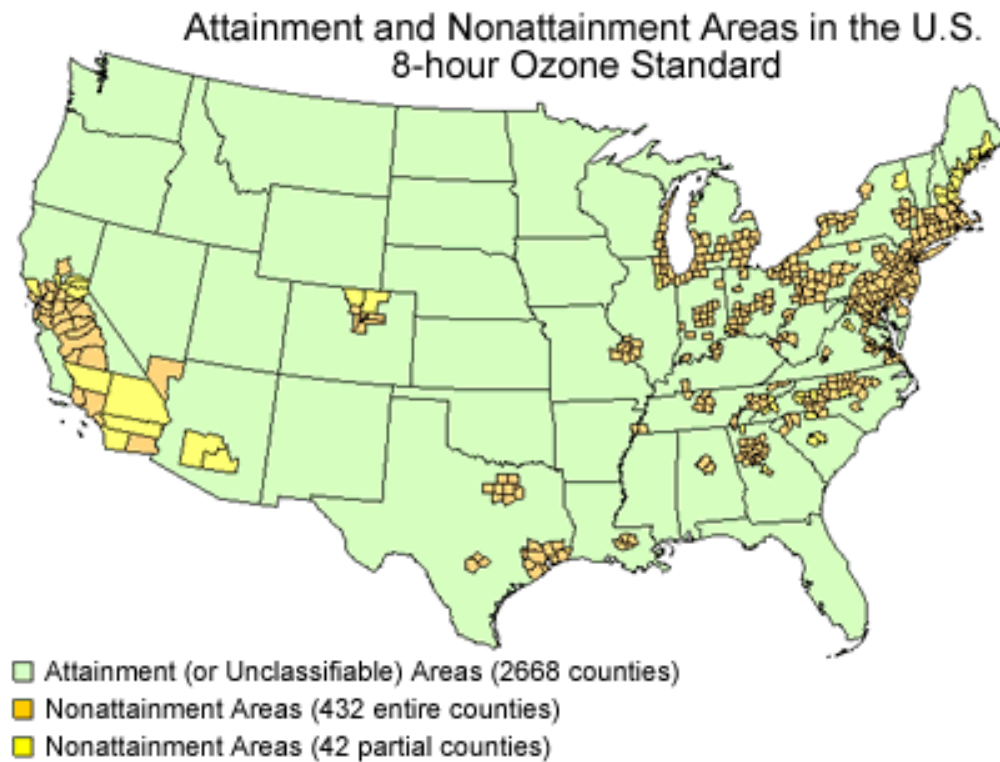 Attainment and Nonattainment Areas in the U.S.
8-hour Ozone Standard
Attainment (or Unclassifiable) Areas (2668 counties)
Nonattainment Areas (432 entire counties)
Nonattainment Areas (42 partial counties)